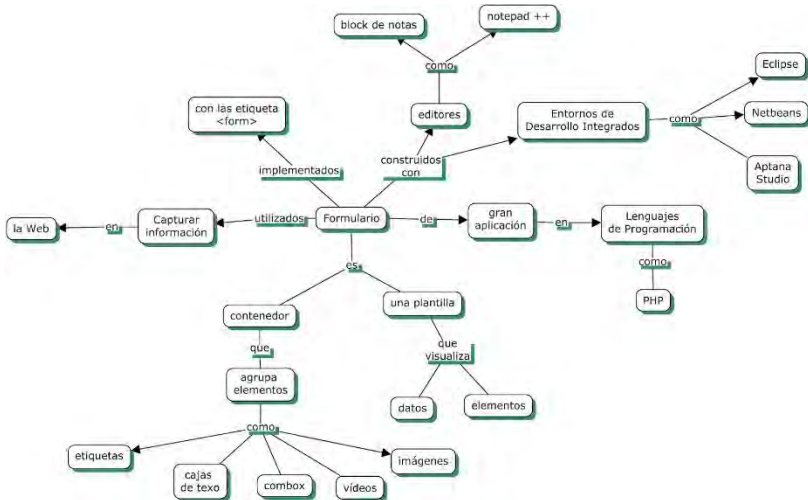 block de notas
notepad ++
como
editores
con las etiqueta
<form>
implementados
construidos
con
Entornos de
Desarrollo Integrados
como
Eclipse
Netbeans
Aptana
Studio
la Web
en
Capturar
información
utilizados
Formulario
de
gran
aplicación
en
Lenguajes
de Programación
como
PHP
es
contenedor
que
agrupa
elementos
como
etiquetas
cajas
de texo
combox
vídeos
imágenes
una plantilla
que
visualiza
datos
elementos